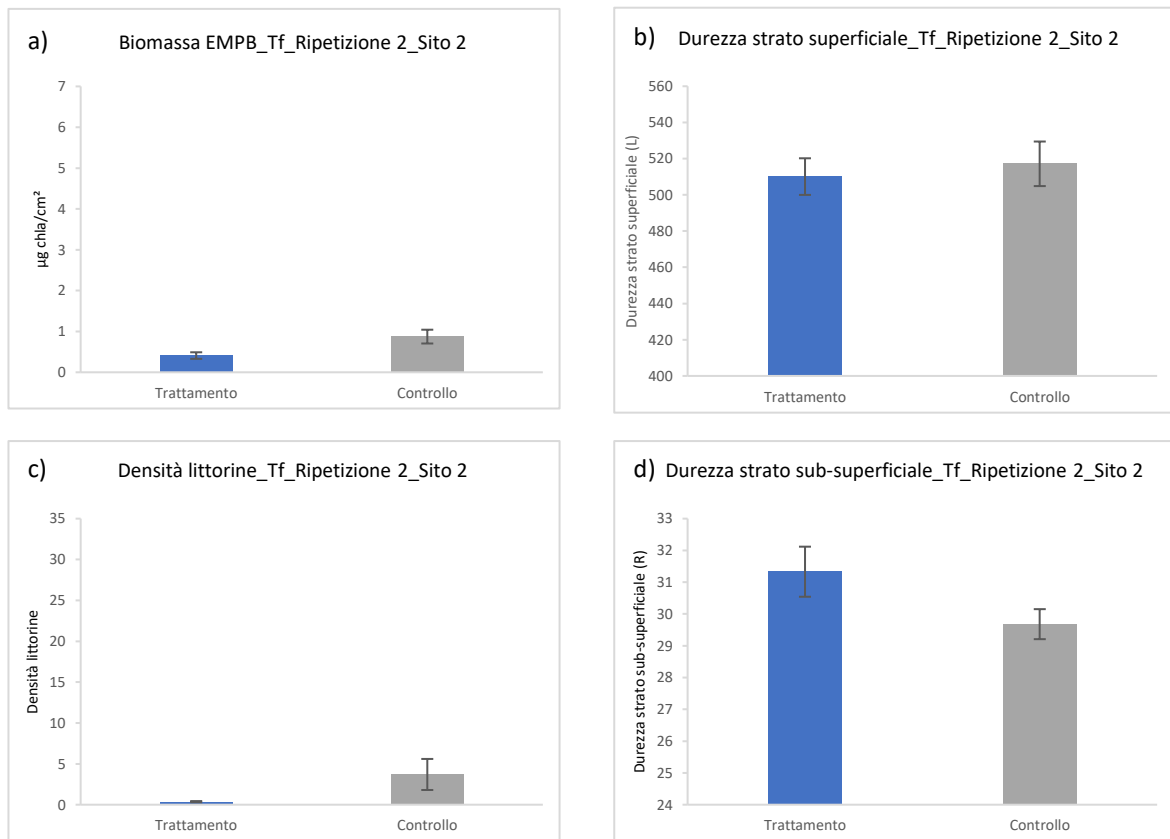 a)
Biomassa EMPB_Tf_Ripetizione 2_Sito 2
7
6
5
4
3
2
1
0
µg chla/cm²
Trattamento
Controllo
b)
Durezza strato superficiale_Tf_Ripetizione 2_Sito 2
560
540
520
500
480
460
440
420
400
Durezza strato superficiale (L)
Trattamento
Controllo
c)
Densità littorine_Tf_Ripetizione 2_Sito 2
35
30
25
20
15
10
5
0
Densità littorine
Trattamento
Controllo
d)
Durezza strato sub-superficiale_Tf_Ripetizione 2_Sito 2
33
32
31
30
29
28
27
26
25
24
Durezza strato sub-superficiale (R)
Trattamento
Controllo